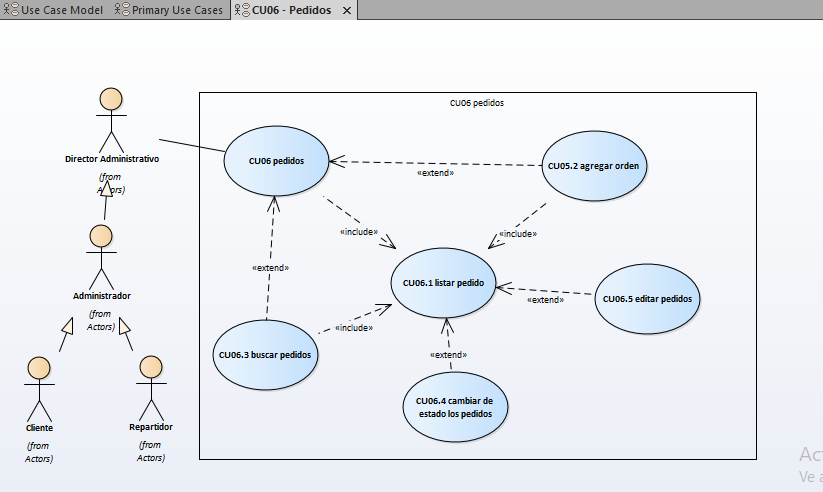 Use Case Model
Primary Use Cases
CU06 - Pedidos
CU06 pedidos
Director Administrativo
(from
Actors)
CU06 pedidos
CU05.2 agregar orden
«extend»
«include»
«include»
Administrador
(from
Actors)
«extend»
CU06.1 listar pedido
CU06.5 editar pedidos
«extend»
«include»
CU06.3 buscar pedidos
«extend»
CU06.4 cambiar de
estado los pedidos
Cliente
(from
Actors)
Repartidor
(from
Actors)
Act
Ve a